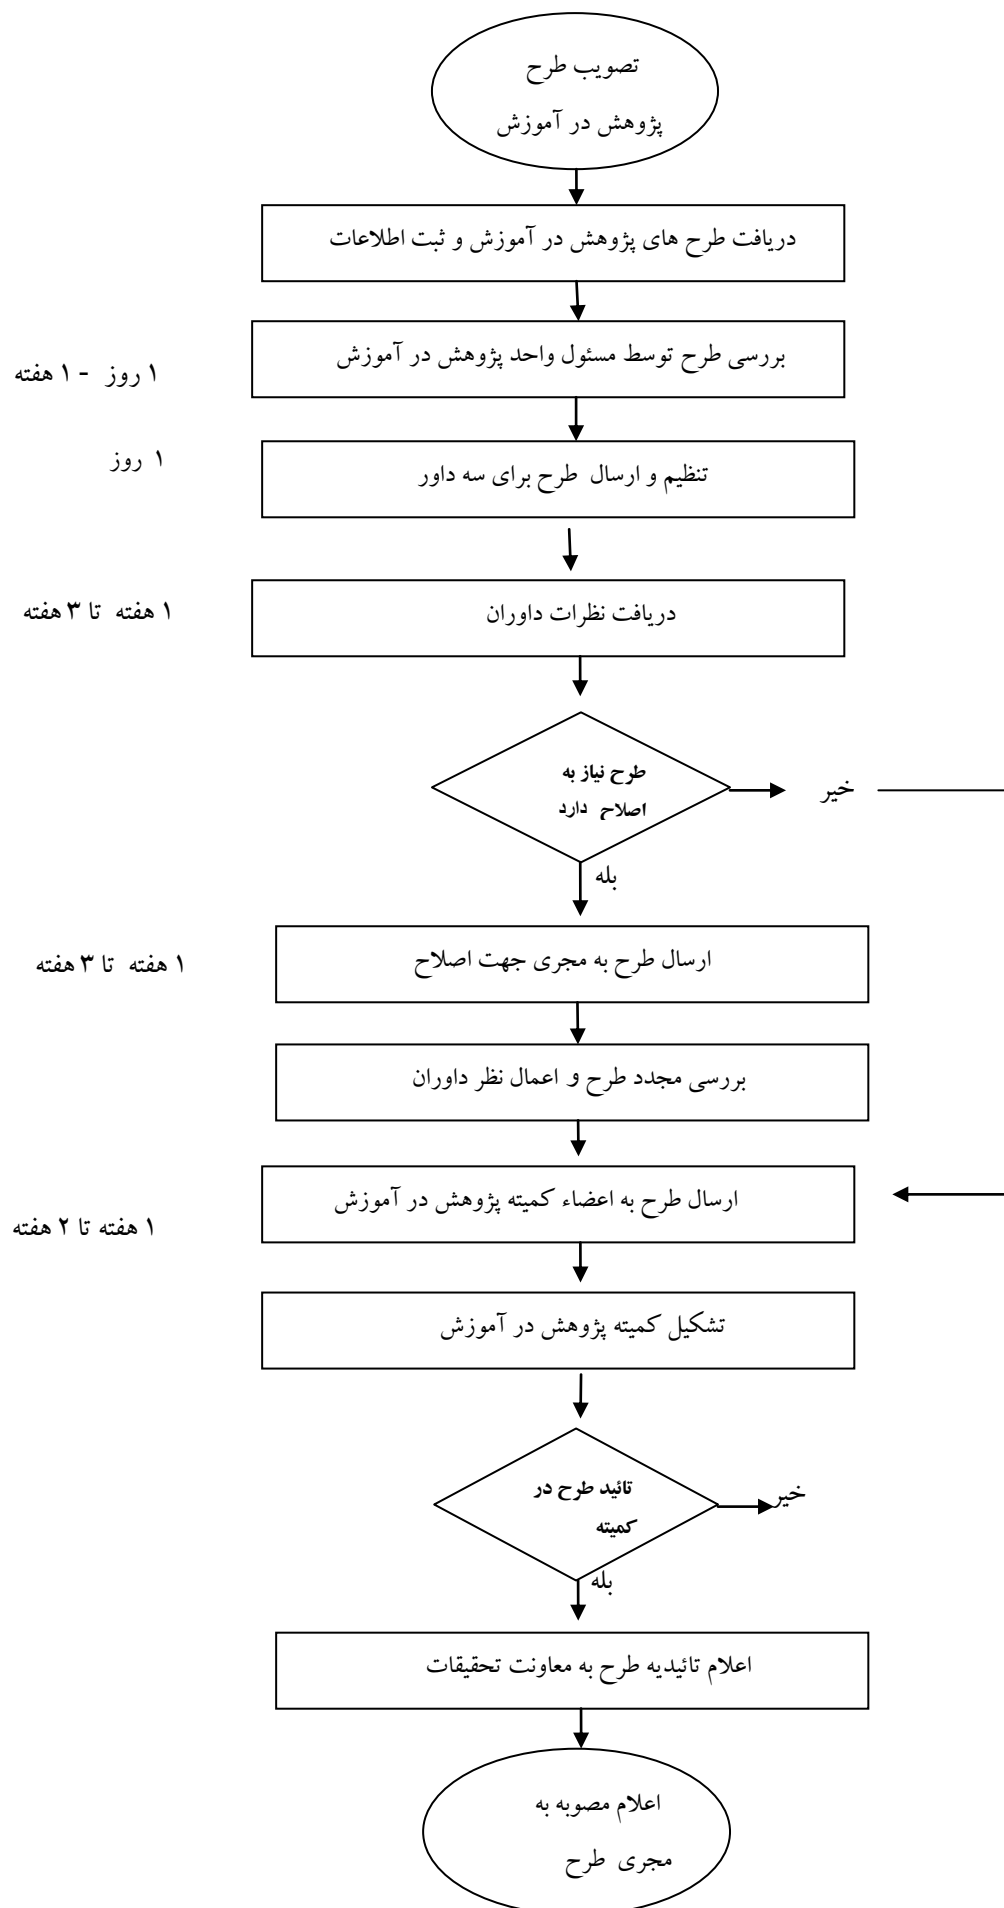 تصویب طرح
پژوهش در آموزش
دریافت طرح های پژوهش در آموزش و ثبت اطلاعات
بررسی طرح توسط مسئول واحد پژوهش در آموزش
۱ روز - ۱ هفته
تنظیم و ارسال طرح برای سه داور
۱ روز
دریافت نظرات داوران
۱ هفته تا ۳ هفته
طرح نیاز به
اصلاح دارد
خیر
بله
ارسال طرح به مجری جهت اصلاح
۱ هفته تا ۳ هفته
بررسی مجدد طرح و اعمال نظر داوران
ارسال طرح به اعضاء کمیته پژوهش در آموزش
۱ هفته تا ۲ هفته
تشکیل کمیته پژوهش در آموزش
تائید طرح در
کمیته
خیر
بله
اعلام تائیدیه طرح به معاونت تحقیقات
اعلام مصوبه به
مجری طرح